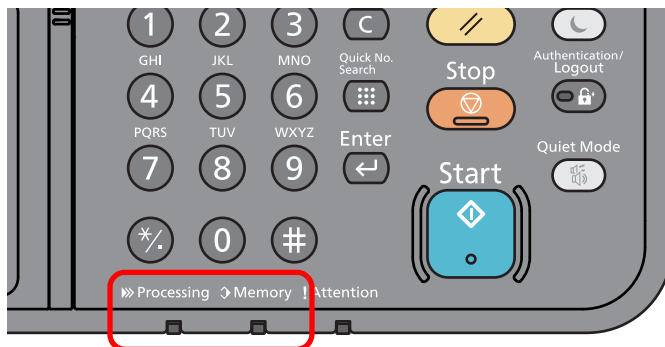 1 2 3 C
GHI JKL MNO Quick No. Search
4 5 6
Stop
Authentication/ Logout
PQRS TUV WXYZ Enter
7 8 9
Start
Quiet Mode
*/. 0 #
Processing Memory ! Attention